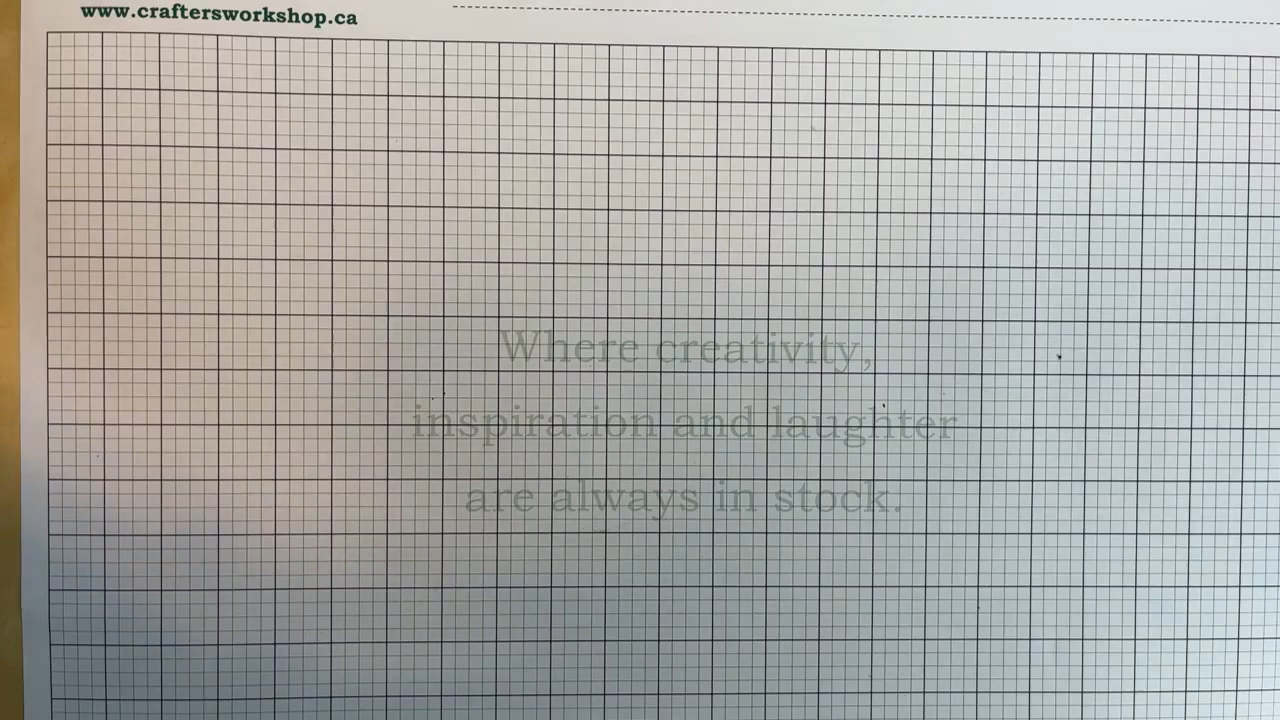 www.craftersworkshop.ca
Where creativity,
inspiration and laughter
are always in stock.